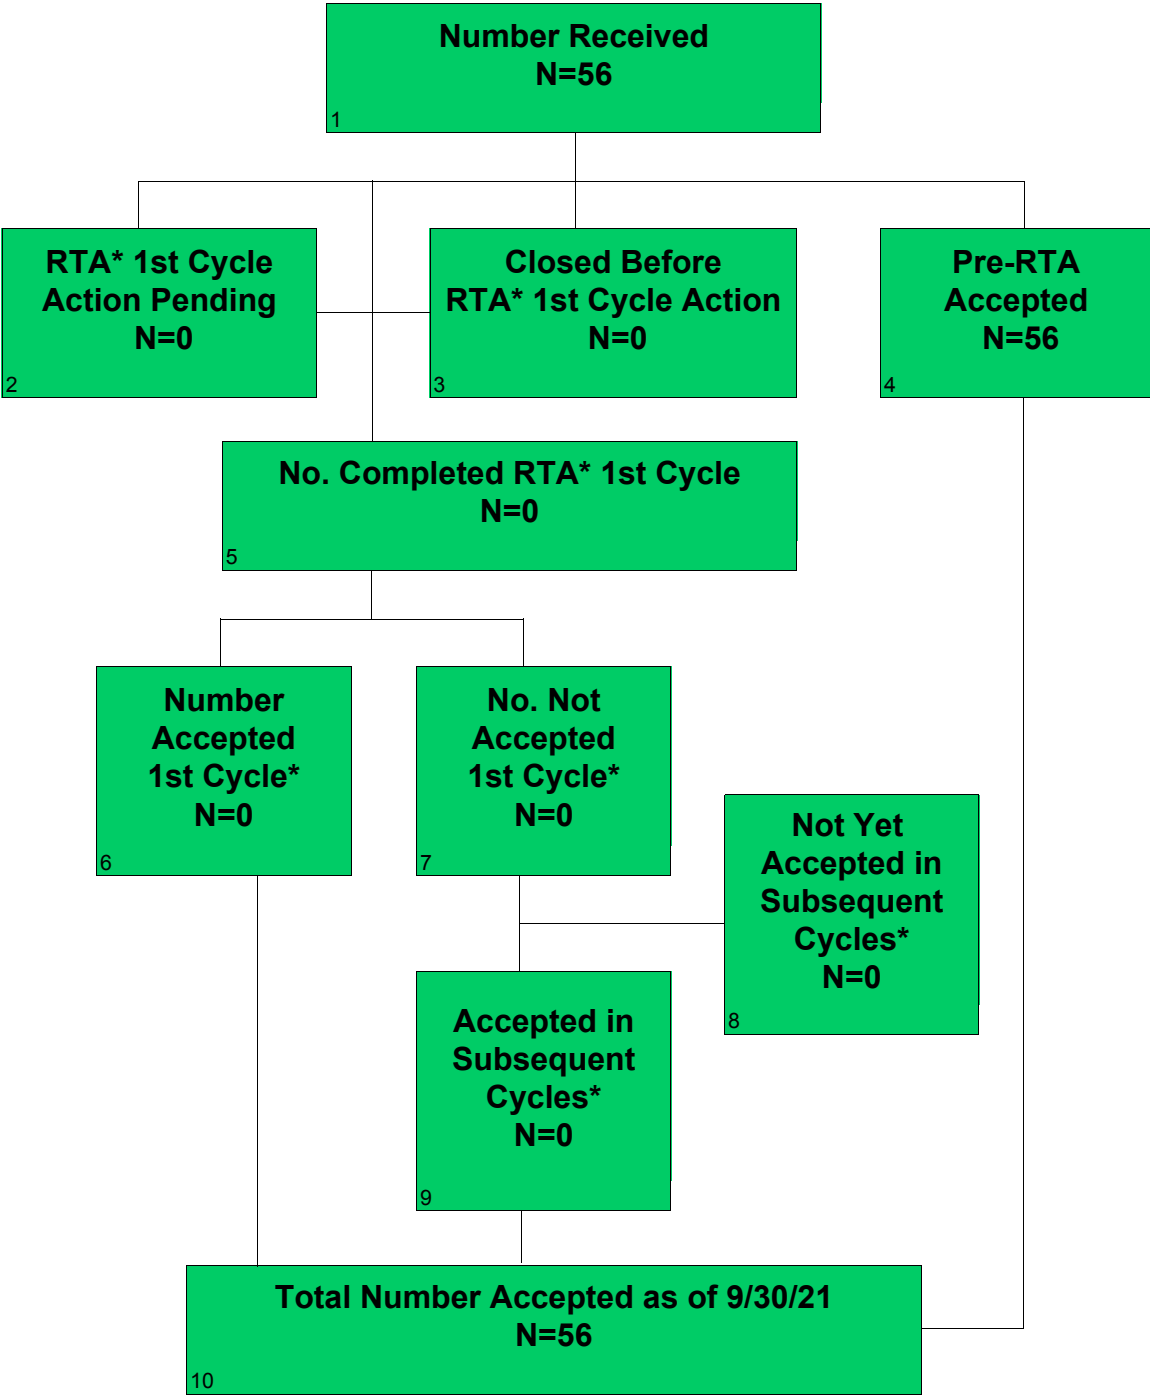 Number Received
N=56
1
RTA* 1st Cycle
Action Pending
N=0
2
Closed Before
RTA* 1st Cycle Action
N=0
3
Pre-RTA
Accepted
N=56
4
No. Completed RTA* 1st Cycle
N=0
5
Number
Accepted
1st Cycle*
N=0
6
No. Not
Accepted
1st Cycle*
N=0
7
Not Yet
Accepted in
Subsequent
Cycles*
N=0
8
Accepted in
Subsequent
Cycles*
N=0
9
Total Number Accepted as of 9/30/21
N=56
10